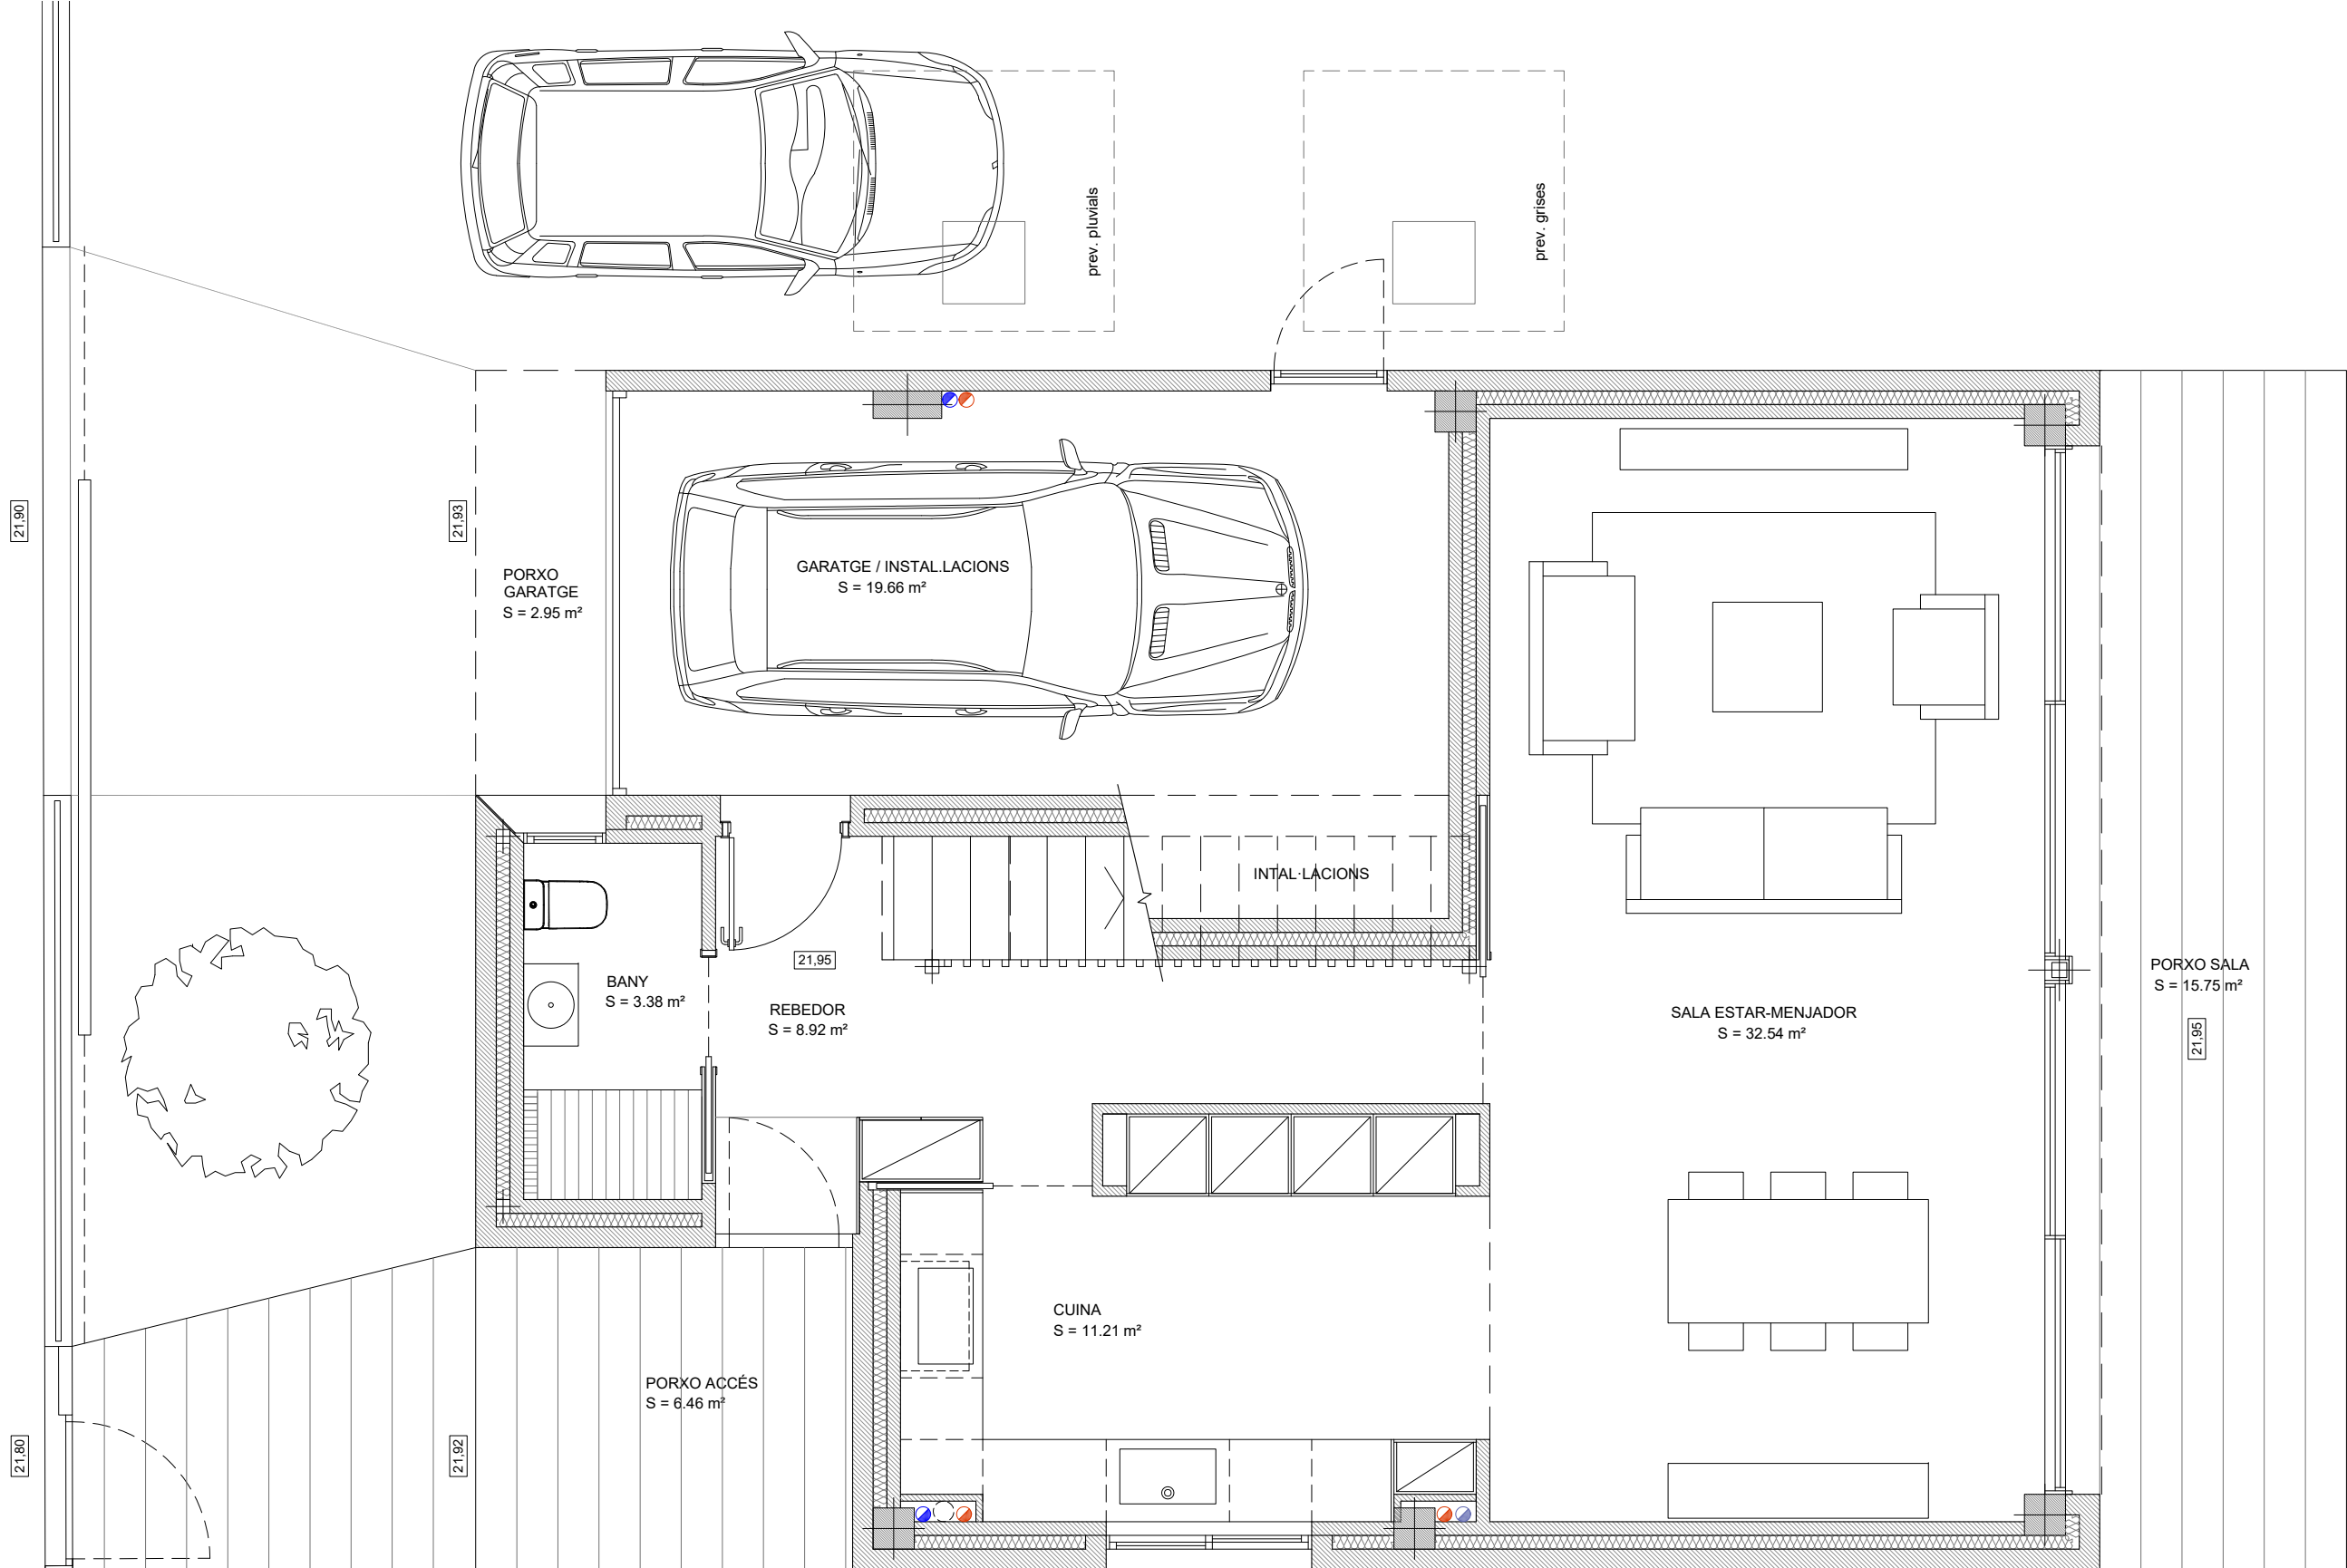 prev. pluvials
prev. grises
21,90
21,93
PORXO
GARATGE
S = 2.95 m²
GARATGE / INSTAL.LACIONS
S = 19.66 m²
INTAL·LACIONS
21,95
BANY
S = 3.38 m²
REBEDOR
S = 8.92 m²
SALA ESTAR-MENJADOR
S = 32.54 m²
PORXO SALA
S = 15.75 m²
21,95
CUINA
S = 11.21 m²
PORXO ACCÉS
S = 6.46 m²
21,80
21,92